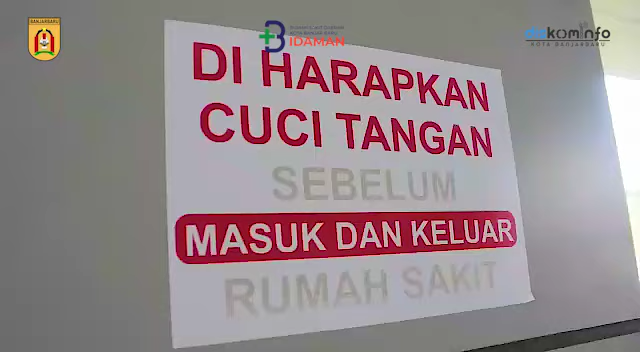 BANJARBARU
IDAMAN
diskominfo
KOTA BANJARBARU
DI HARAPKAN
CUCI TANGAN
SEBELUM
MASUK DAN KELUAR
RUMAH SAKIT